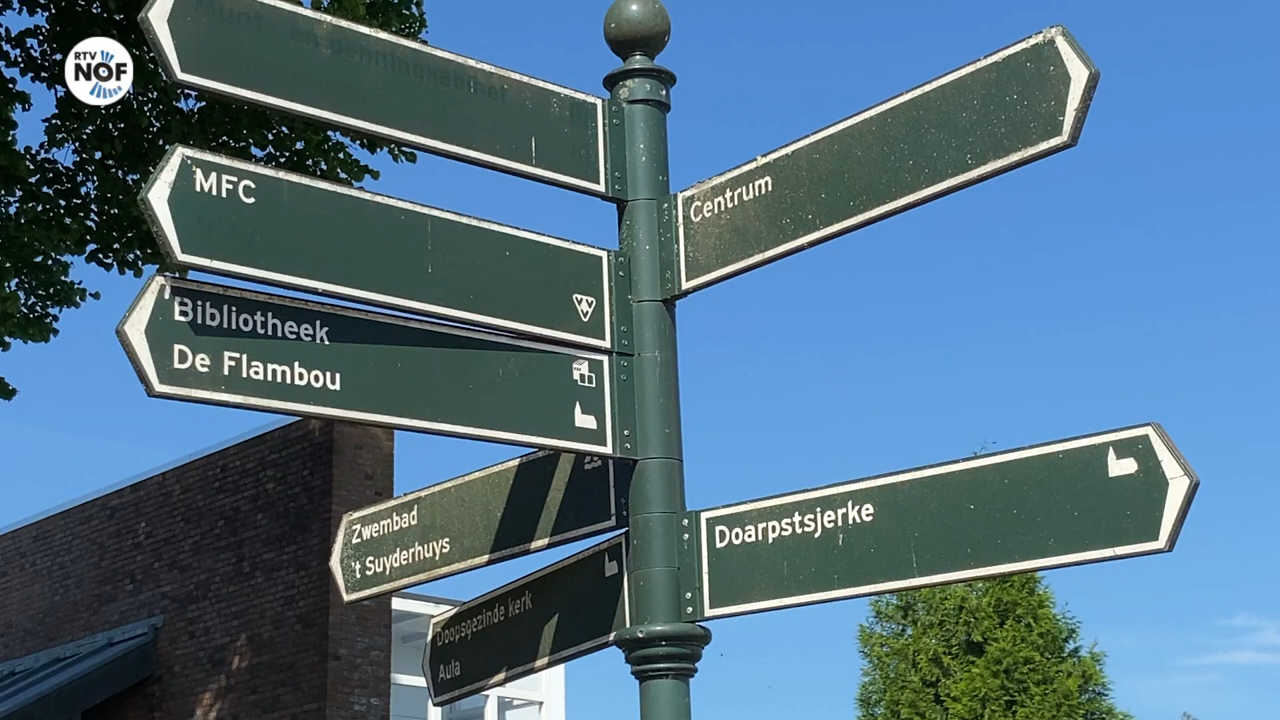 RTV
NOF
MFC
Centrum
Bibliotheek
De Flambou
Zwembad
't Suyderhuys
Doarpstsjerke
Doopsgezinde kerk
Aula